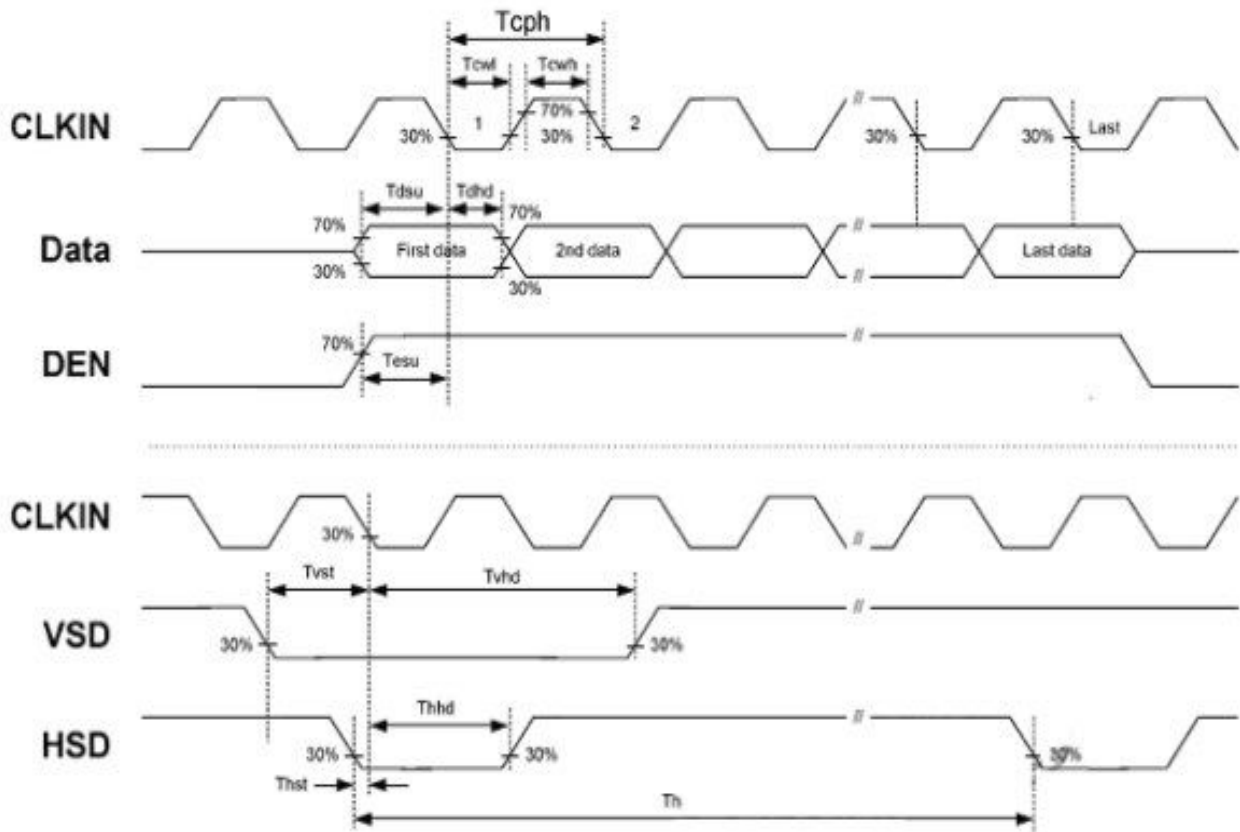 Tcph
Tcwl Tcwh
CLKIN 30% 1 70% 30% 2 30% 30% Last
Tdsu Tdhd
70% 70%
Data First data 2nd data Last data
30% 30%
DEN 70%
Tesu
CLKIN 30%
Tvst Tvhd
VSD 30% 30%
Thhd
HSD 30% 30% 30%
Thst
Th